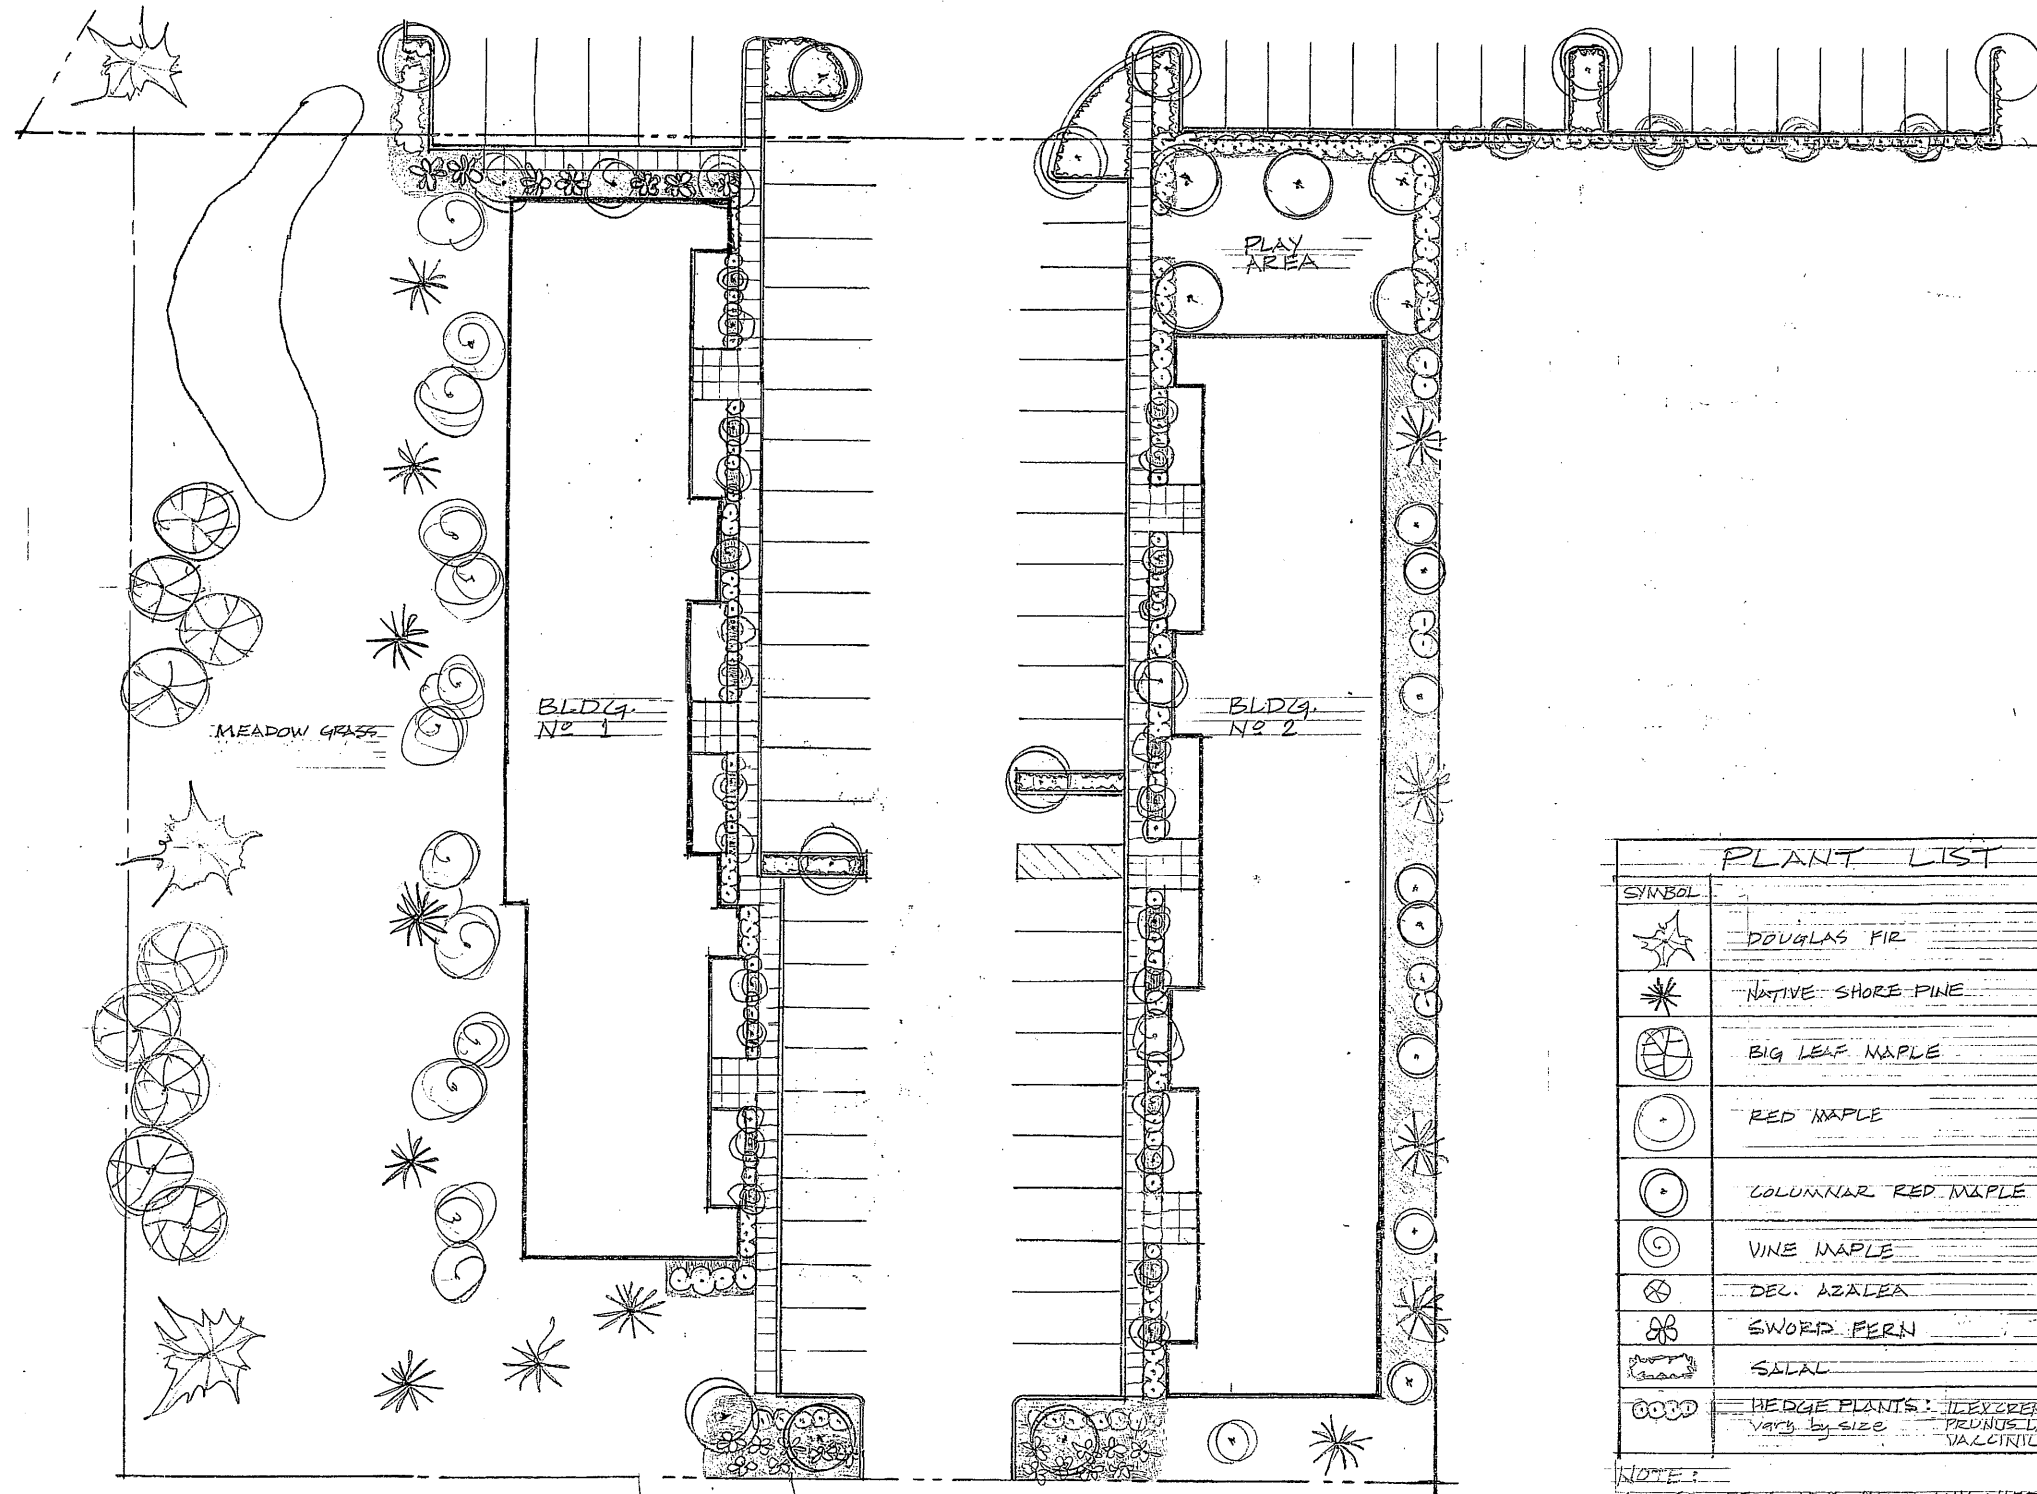 PLAY
AREA
BLDG.
Nº 1
BLDG.
Nº 2
MEADOW GRASS
PLANT LIST
SYMBOL
DOUGLAS FIR
NATIVE SHORE PINE
BIG LEAF MAPLE
RED MAPLE
COLUMNAR RED MAPLE
VINE MAPLE
DEC. AZALEA
SWORD FERN
SALAL
HEDGE PLANTS:
vary by size
PRUNUS
NOTE: